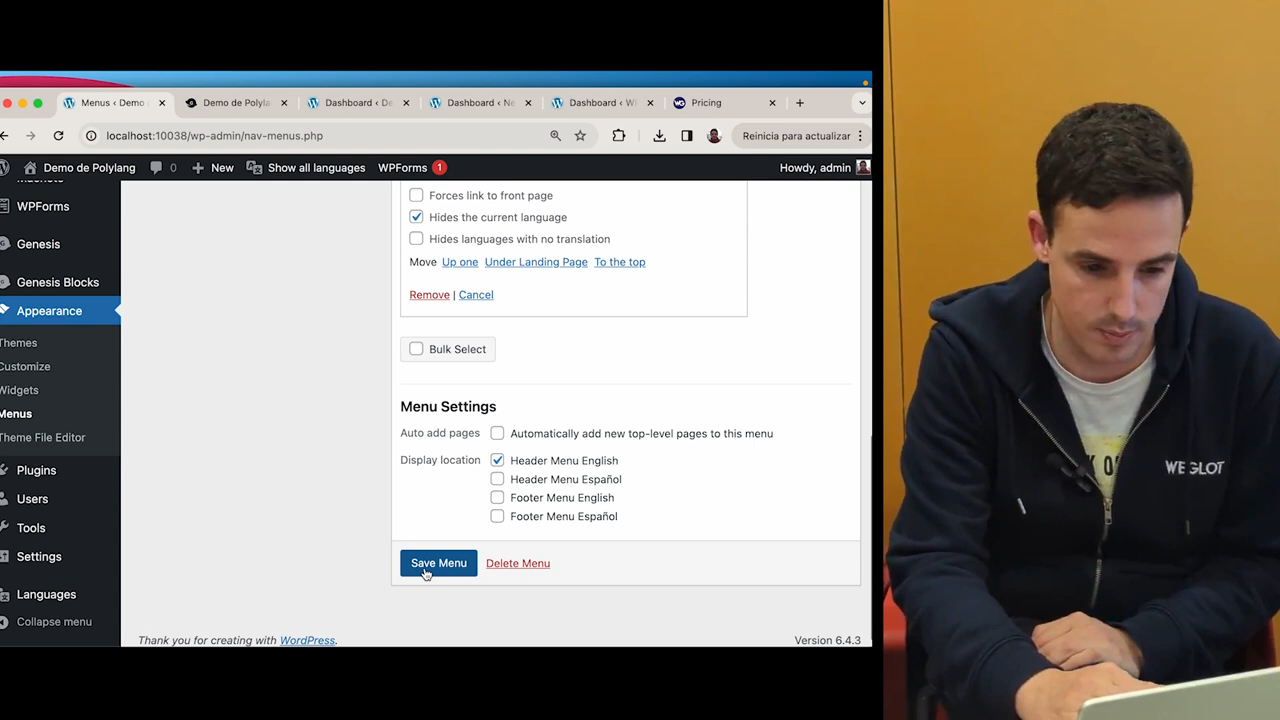 Menus ‹ Demo
Demo de Polyla
Dashboard ‹ De
Dashboard ‹ Ne
Dashboard ‹ W
WG Pricing
localhost:10038/wp-admin/nav-menus.php
Reinicia para actualizar
Demo de Polylang
0
New
Show all languages
WPForms 1
Howdy, admin
WPForms
Genesis
Genesis Blocks
Appearance
Themes
Customize
Widgets
Menus
Theme File Editor
Plugins
Users
Tools
Settings
Languages
Collapse menu
Forces link to front page
Hides the current language
Hides languages with no translation
Move Up one Under Landing Page To the top
Remove | Cancel
Bulk Select
Menu Settings
Auto add pages Automatically add new top-level pages to this menu
Display location Header Menu English
Header Menu Español
Footer Menu English
Footer Menu Español
Save Menu Delete Menu
Thank you for creating with WordPress.
Version 6.4.3
WEGLOT